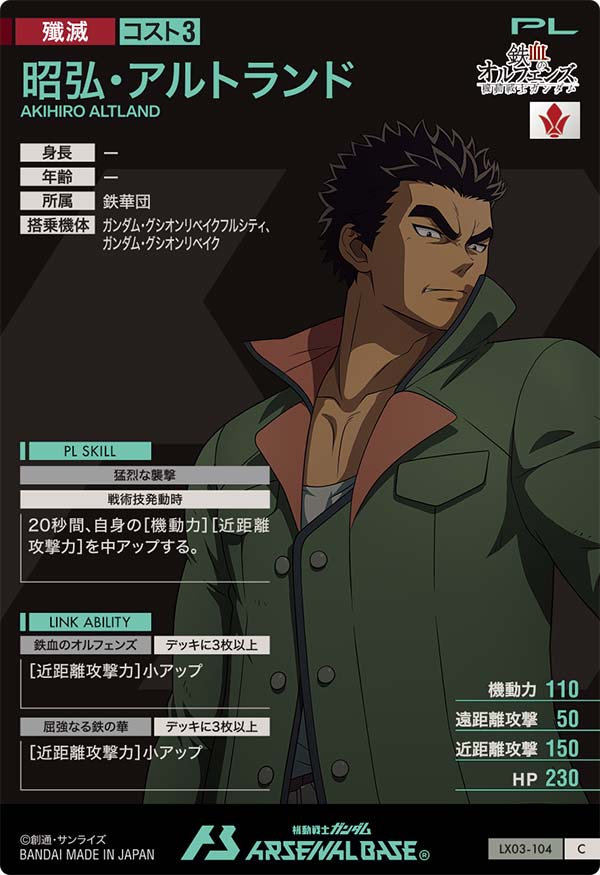 殲滅 コスト3
PL
昭弘・アルトランド
AKIHIRO ALTLAND
鉄血の
オルフェンズ
機動戦士ガンダム
身長 ー
年齢 ー
所属 鉄華団
搭乗機体 ガンダム・グシオンリベイクフルシティ、
ガンダム・グシオンリベイク
PL SKILL
猛烈な襲撃
戦術技発動時
20秒間、自身の[機動力][近距離
攻撃力]を中アップする。
LINK ABILITY
鉄血のオルフェンズ デッキに3枚以上
[近距離攻撃力]小アップ
屈強なる鉄の華 デッキに3枚以上
[近距離攻撃力]小アップ
機動力 110
遠距離攻撃 50
近距離攻撃 150
HP 230
©創通・サンライズ
BANDAI MADE IN JAPAN
機動戦士ガンダム
ARSENAL BASE®
LX03-104 C